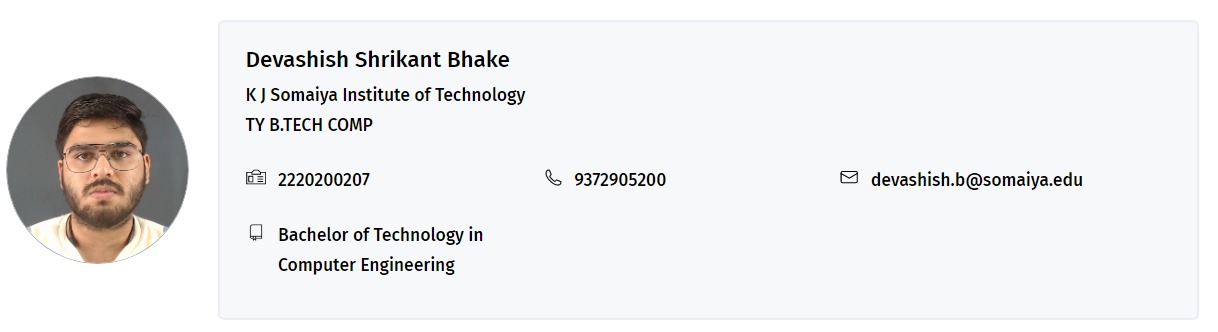 Devashish Shrikant Bhake
K J Somaiya Institute of Technology
TY B.TECH COMP
2220200207
9372905200
devashish.b@somaiya.edu
Bachelor of Technology in
Computer Engineering